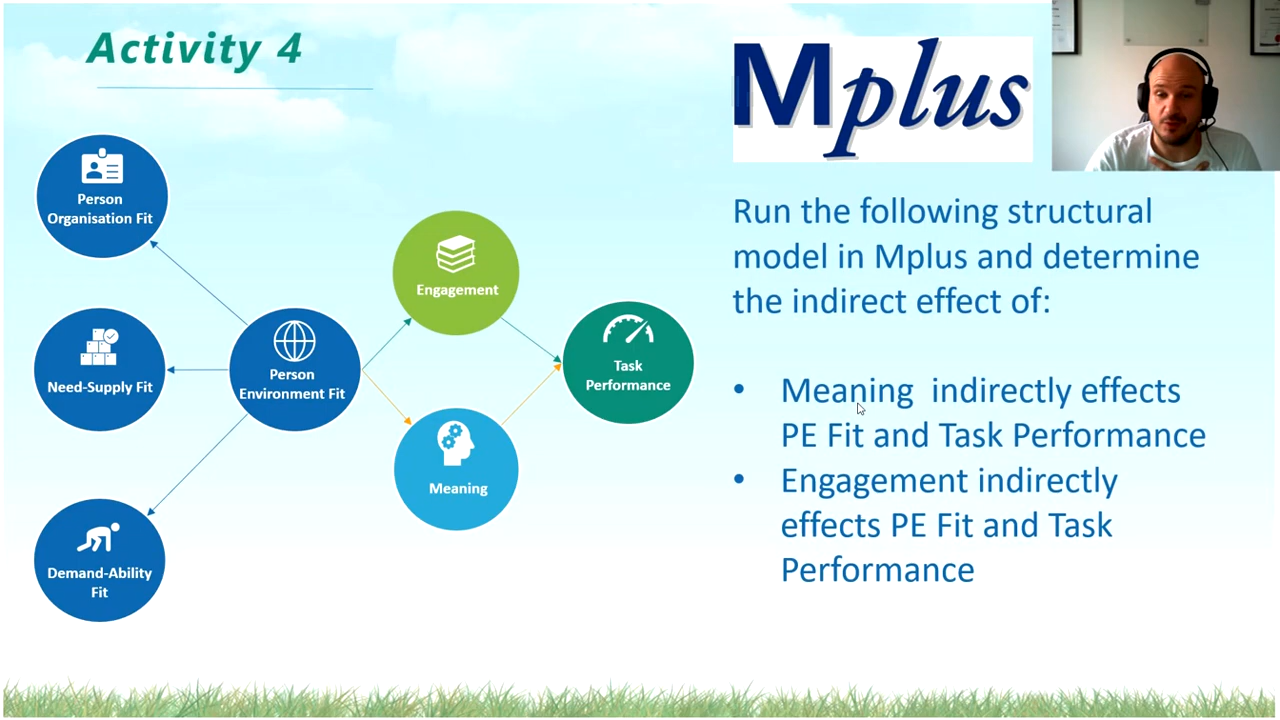 Activity 4
Mplus
Person
Organisation Fit
Need-Supply Fit
Demand-Ability
Fit
Person
Environment Fit
Engagement
Meaning
Task
Performance
Run the following structural
model in Mplus and determine
the indirect effect of:
• Meaning indirectly effects
PE Fit and Task Performance
• Engagement indirectly
effects PE Fit and Task
Performance